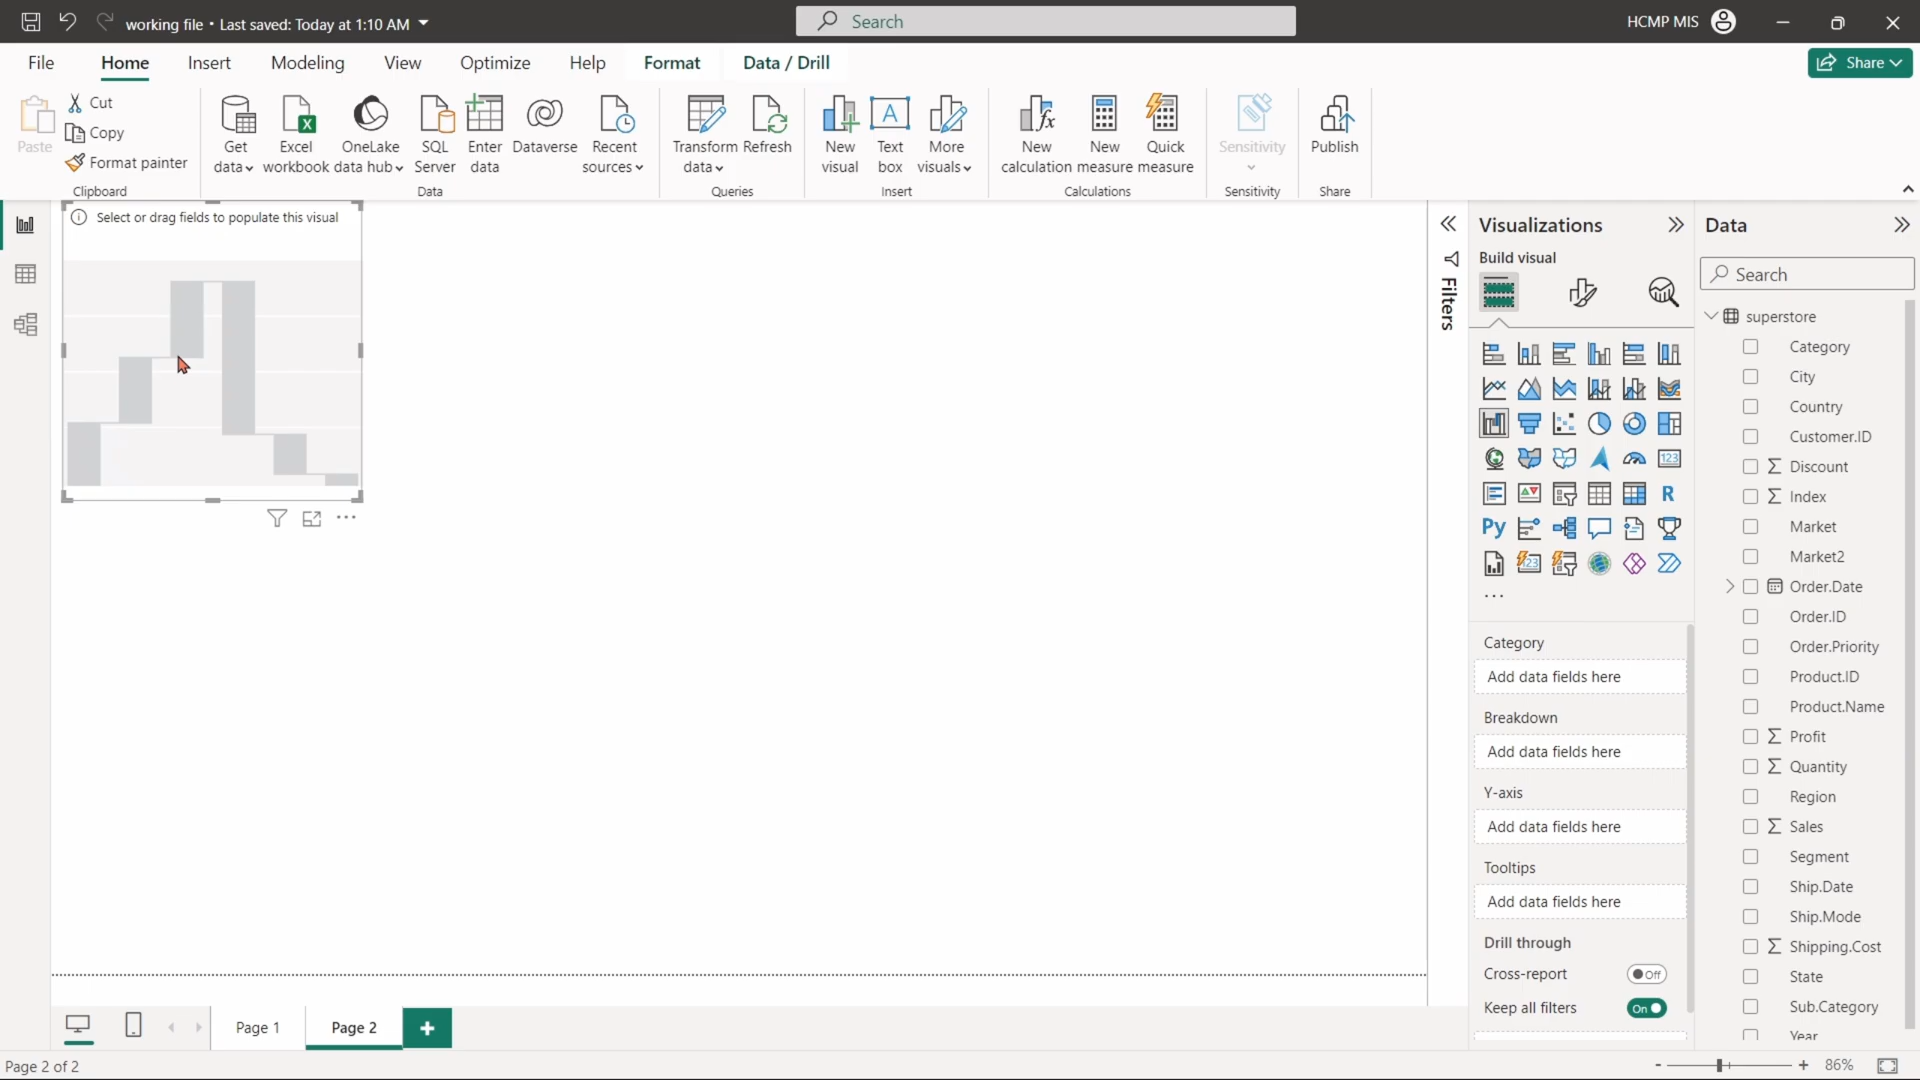 working file • Last saved: Today at 1:10 AM
Search
HCMP MIS
File
Home
Insert
Modeling
View
Optimize
Help
Format
Data / Drill
Share
Paste
Cut
Copy
Format painter
Clipboard
Get data
Excel workbook
OneLake data hub
SQL Server
Enter data
Dataverse
Recent sources
Data
Transform data
Refresh
Queries
New visual
A
Text box
More visuals
Insert
fx
New calculation
New measure
Quick measure
Calculations
Sensitivity
Sensitivity
Publish
Share
Select or drag fields to populate this visual
Filters
Visualizations
Build visual
123
R
Py
123
Category
Add data fields here
Breakdown
Add data fields here
Y-axis
Add data fields here
Tooltips
Add data fields here
Drill through
Cross-report
Off
Keep all filters
On
Data
Search
superstore
Category
City
Country
Customer.ID
Σ Discount
Σ Index
Market
Market2
Order.Date
Order.ID
Order.Priority
Product.ID
Product.Name
Σ Profit
Σ Quantity
Region
Σ Sales
Segment
Ship.Date
Ship.Mode
Σ Shipping.Cost
State
Sub.Category
Year
Page 1
Page 2
+
Page 2 of 2
- + 86%